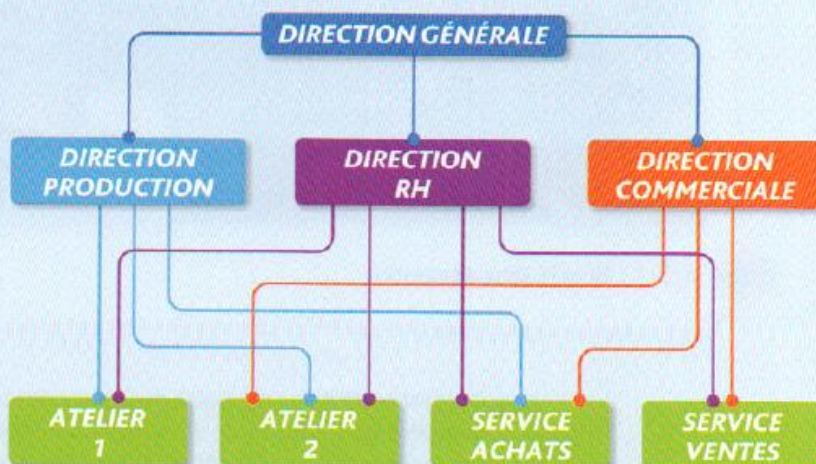 DIRECTION GÉNÉRALE
DIRECTION
PRODUCTION
DIRECTION
RH
DIRECTION
COMMERCIALE
ATELIER
1
ATELIER
2
SERVICE
ACHATS
SERVICE
VENTES